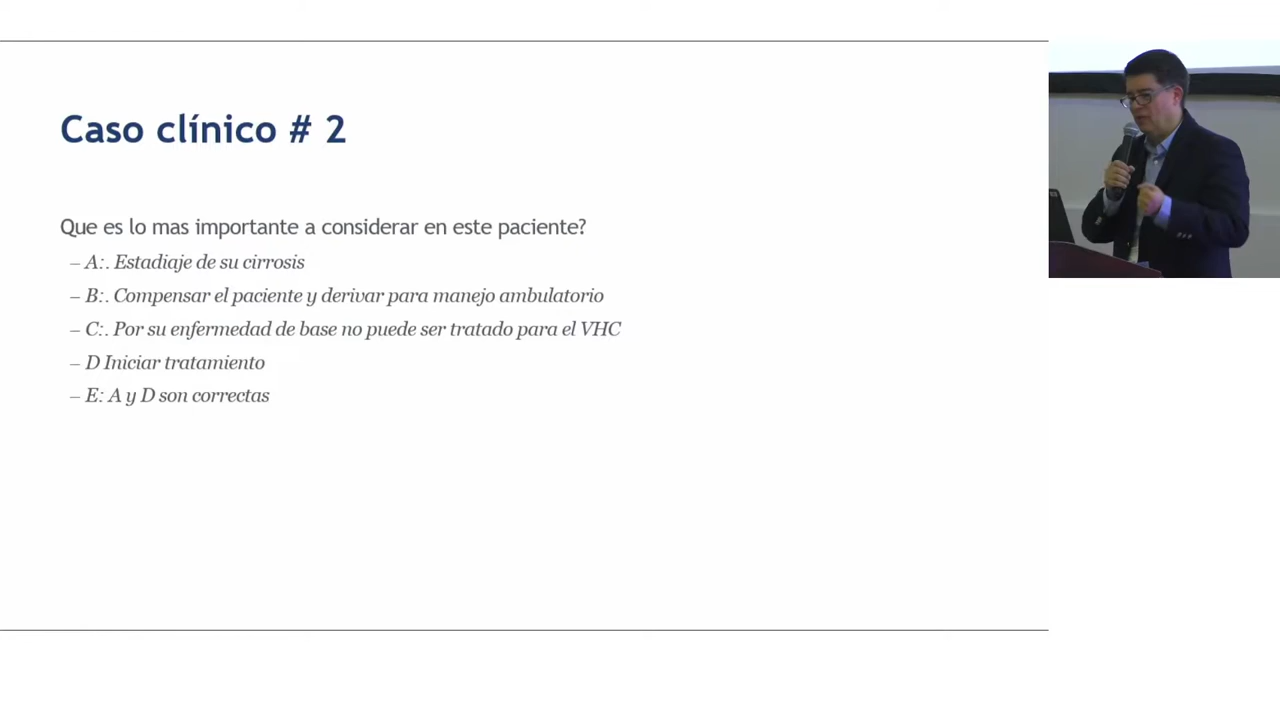 Caso clínico # 2
Que es lo mas importante a considerar en este paciente?
– A:. Estadiaje de su cirrosis
– B:. Compensar el paciente y derivar para manejo ambulatorio
– C:. Por su enfermedad de base no puede ser tratado para el VHC
– D Iniciar tratamiento
– E: A y D son correctas